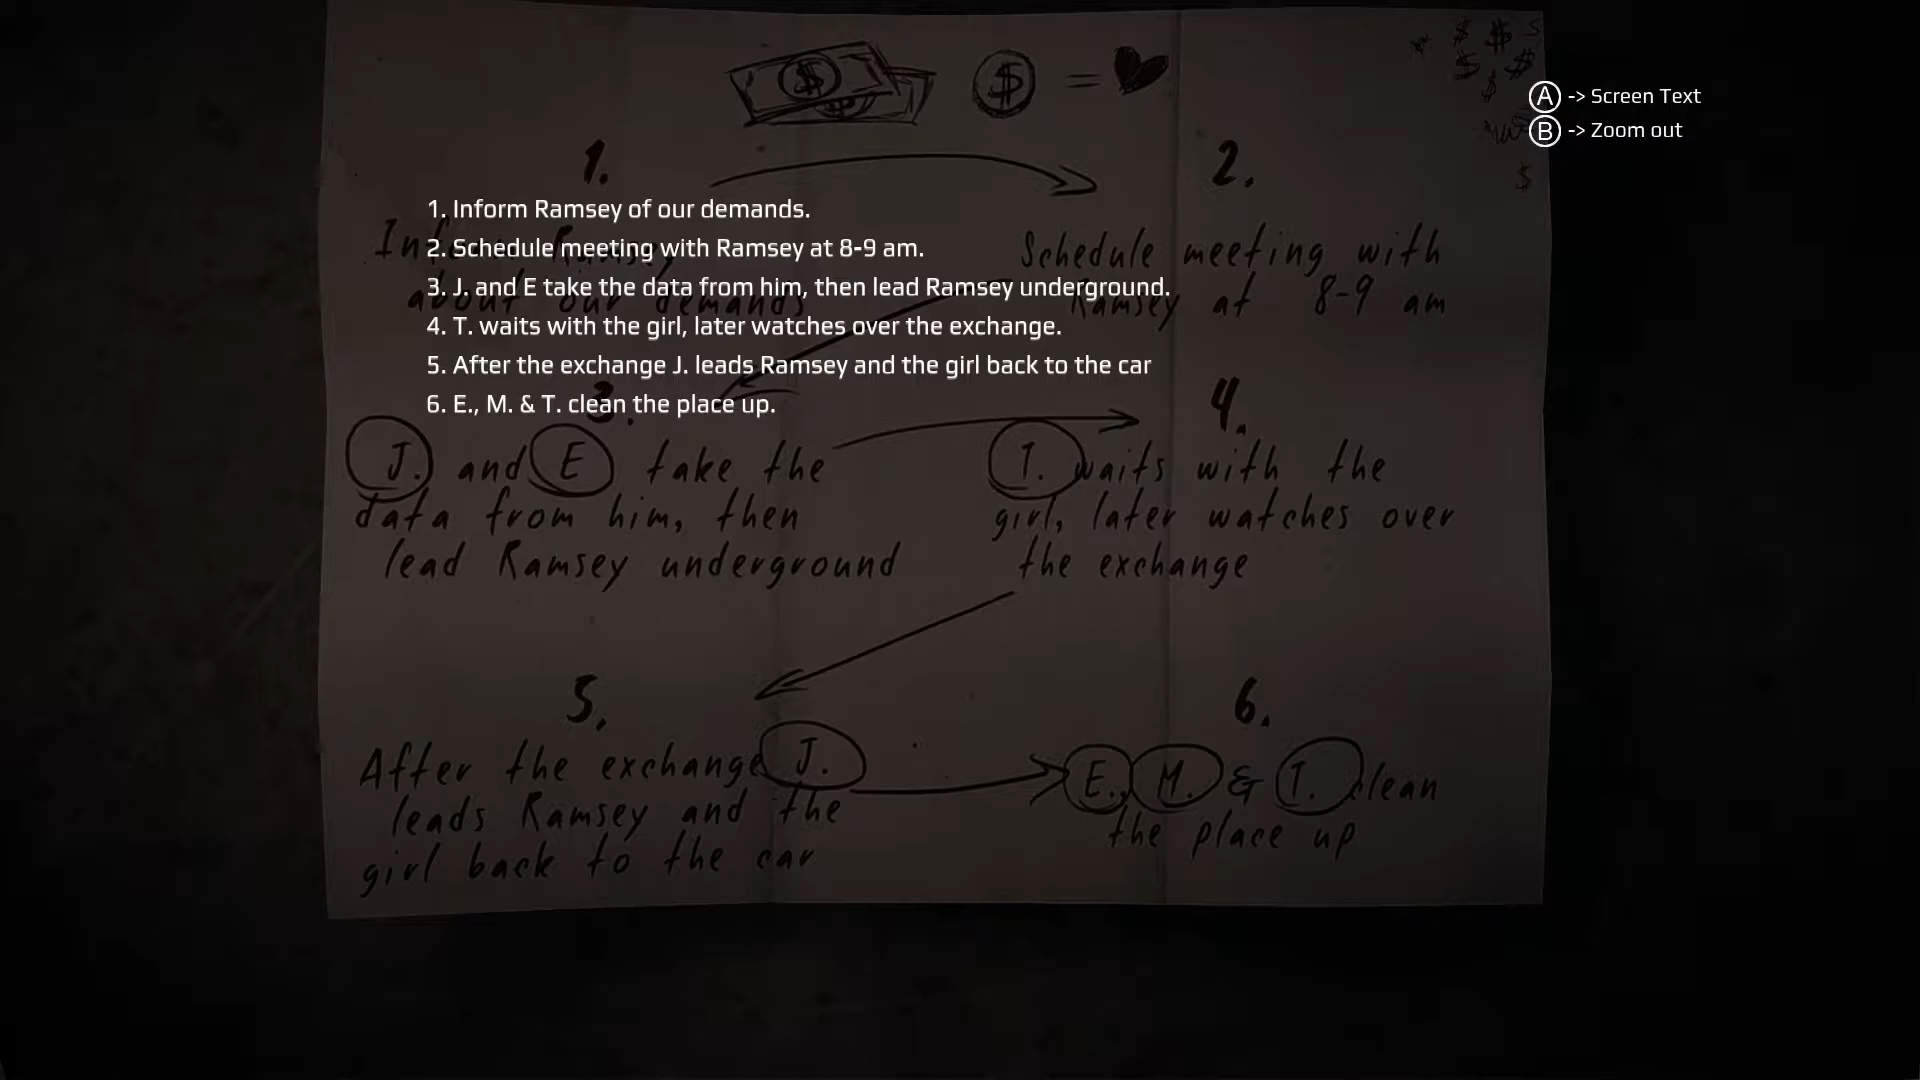 A -> Screen Text
B -> Zoom out
1. Inform Ramsey of our demands.
2. Schedule meeting with Ramsey at 8-9 am.
3. J. and E take the data from him, then lead Ramsey underground.
4. T. waits with the girl, later watches over the exchange.
5. After the exchange J. leads Ramsey and the girl back to the car
6. E., M. & T. clean the place up.
$ $ = 
1.
Inform Ramsey
about our demands
2.
Schedule meeting with
Ramsey at 8-9 am
3.
J. and E take the
data from him, then
lead Ramsey underground
4.
T. waits with the
girl, later watches over
the exchange
5.
After the exchange J.
leads Ramsey and the
girl back to the car
6.
E., M. & T. clean
the place up